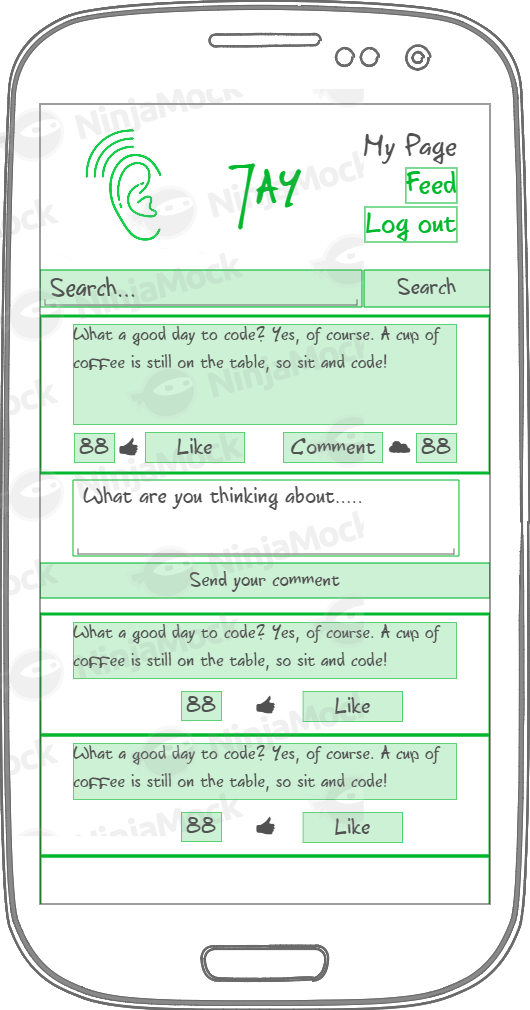 NinjaMock
My Page
7AY
Feed
Log out
Search...
Search
What a good day to code? Yes, of course. A cup of
coffee is still on the table, so sit and code!
88
Like
Comment
88
What are you thinking about.....
Send your comment
What a good day to code? Yes, of course. A cup of
coffee is still on the table, so sit and code!
88
Like
What a good day to code? Yes, of course. A cup of
coffee is still on the table, so sit and code!
88
Like